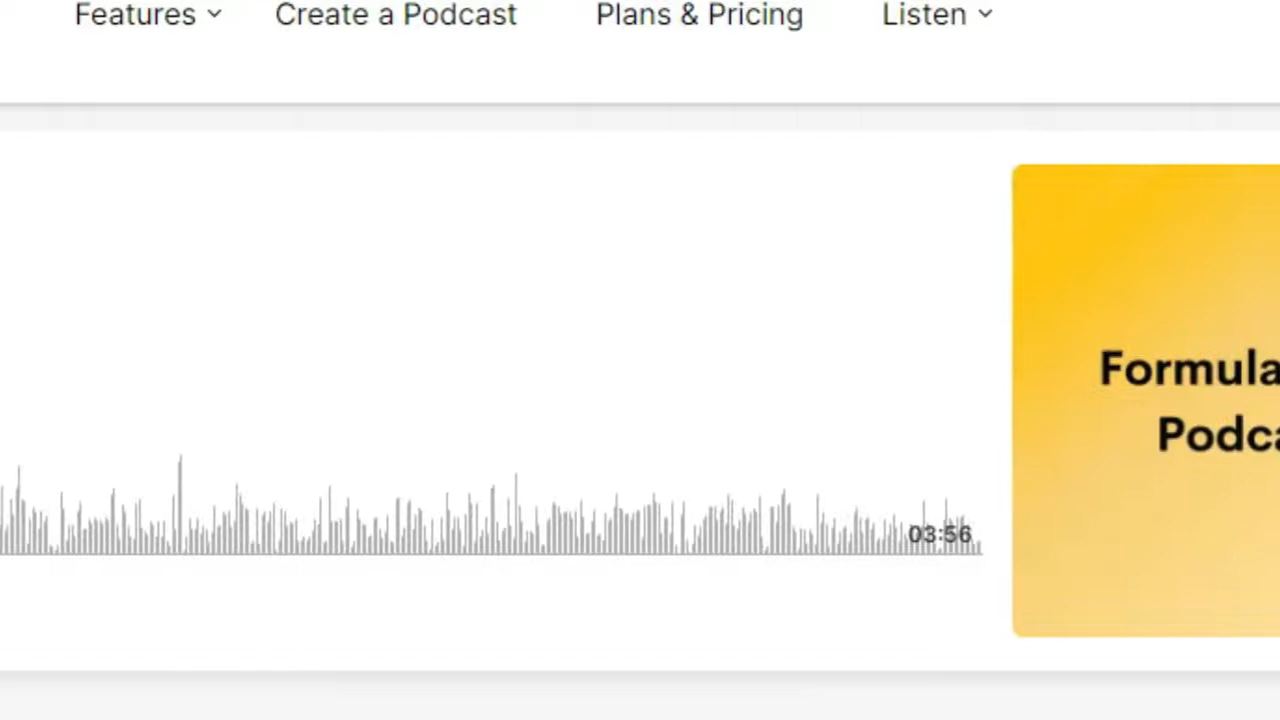 Features
Create a Podcast
Plans & Pricing
Listen
Formula
Podca
03:56